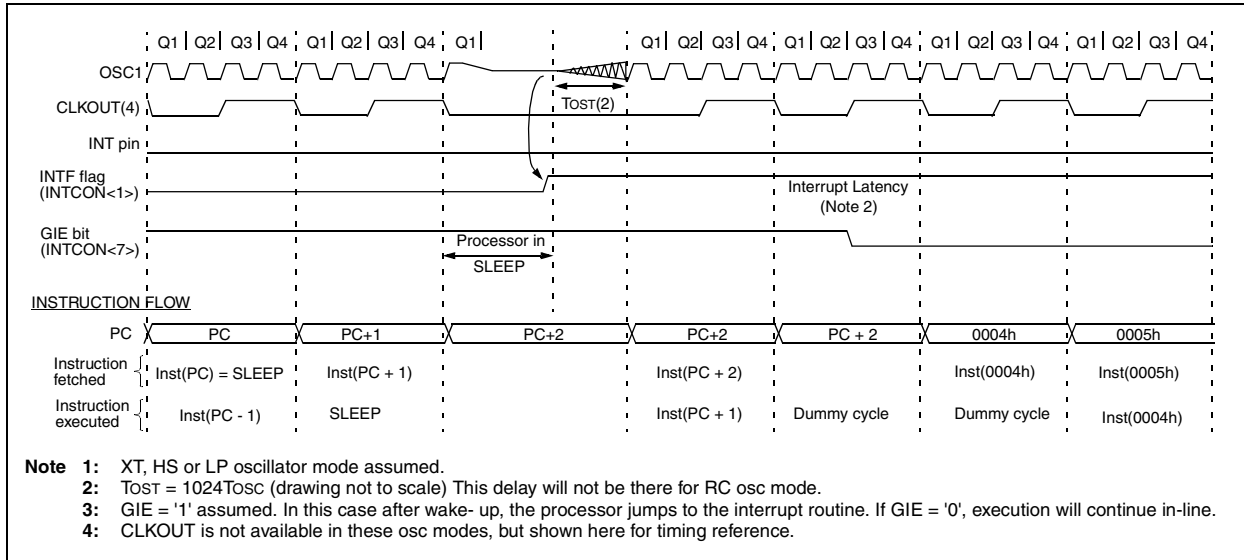 Q1 Q2 Q3 Q4 Q1 Q2 Q3 Q4 Q1 Q1 Q2 Q3 Q4 Q1 Q2 Q3 Q4 Q1 Q2 Q3 Q4 Q1 Q2 Q3 Q4
OSC1
TOST(2)
CLKOUT(4)
INT pin
INTF flag
(INTCON<1>)
Interrupt Latency
(Note 2)
GIE bit
(INTCON<7>)
Processor in
SLEEP
INSTRUCTION FLOW
PC PC PC+1 PC+2 PC+2 PC + 2 0004h 0005h
Instruction
fetched
Inst(PC) = SLEEP Inst(PC + 1) Inst(PC + 2) Inst(0004h) Inst(0005h)
Instruction
executed
Inst(PC - 1) SLEEP Inst(PC + 1) Dummy cycle Dummy cycle Inst(0004h)
Note 1: XT, HS or LP oscillator mode assumed.
2: TOST = 1024TOSC (drawing not to scale) This delay will not be there for RC osc mode.
3: GIE = '1' assumed. In this case after wake- up, the processor jumps to the interrupt routine. If GIE = '0', execution will continue in-line.
4: CLKOUT is not available in these osc modes, but shown here for timing reference.